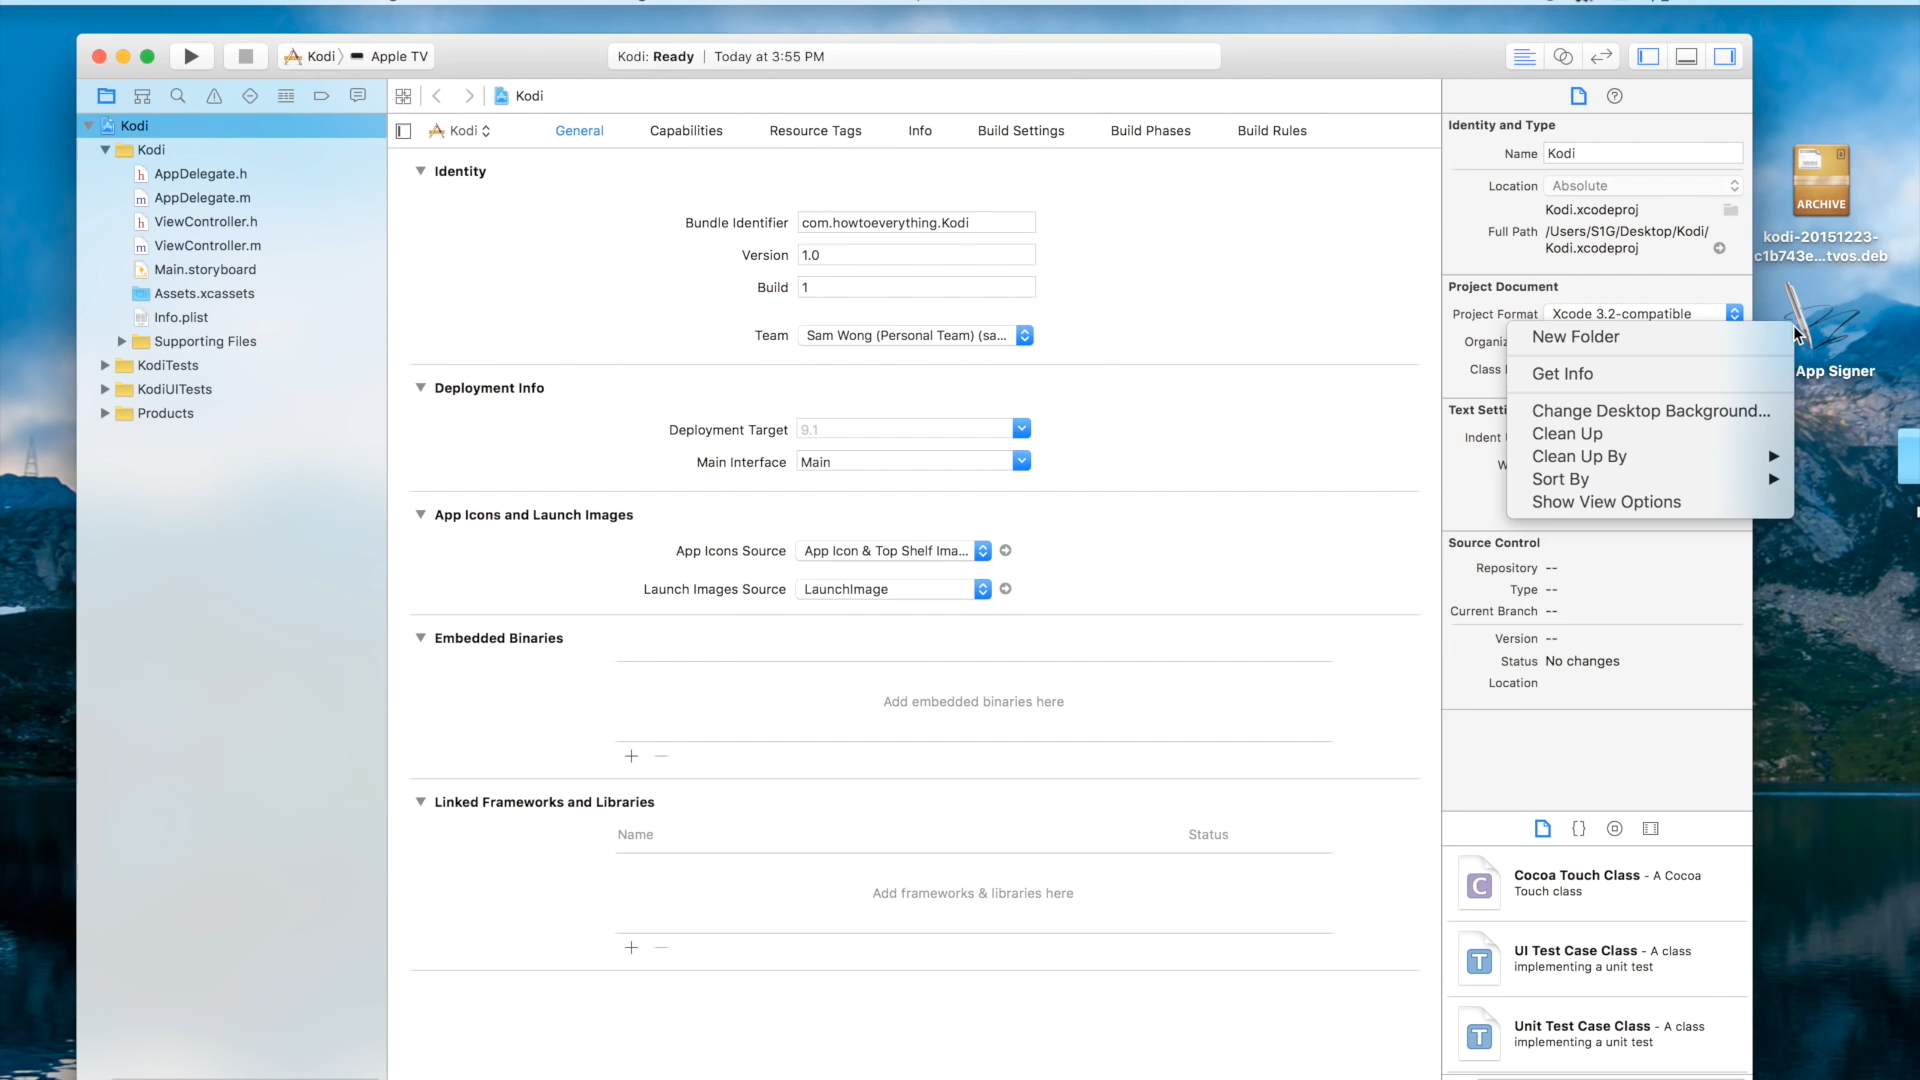 Kodi
Apple TV
Kodi: Ready | Today at 3:55 PM
Kodi
Kodi
AppDelegate.h
AppDelegate.m
ViewController.h
ViewController.m
Main.storyboard
Assets.xcassets
Info.plist
Supporting Files
KodiTests
KodiUITests
Products
Kodi
Kodi
General
Capabilities
Resource Tags
Info
Build Settings
Build Phases
Build Rules
Identity
Bundle Identifier com.howtoeverything.Kodi
Version 1.0
Build 1
Team Sam Wong (Personal Team) (sa...
Deployment Info
Deployment Target 9.1
Main Interface Main
App Icons and Launch Images
App Icons Source App Icon & Top Shelf Ima...
Launch Images Source LaunchImage
Embedded Binaries
Add embedded binaries here
Linked Frameworks and Libraries
Name Status
Add frameworks & libraries here
Identity and Type
Name Kodi
Location Absolute
Kodi.xcodeproj
Full Path /Users/S1G/Desktop/Kodi/
Kodi.xcodeproj
Project Document
Project Format Xcode 3.2-compatible
Organiz
Class
Text Setti
Indent
W
New Folder
Get Info
Change Desktop Background...
Clean Up
Clean Up By
Sort By
Show View Options
Source Control
Repository --
Type --
Current Branch --
Version --
Status No changes
Location
Cocoa Touch Class - A Cocoa
Touch class
UI Test Case Class - A class
implementing a unit test
Unit Test Case Class - A class
implementing a unit test
ARCHIVE
kodi-20151223-
c1b743e...tvos.deb
App Signer